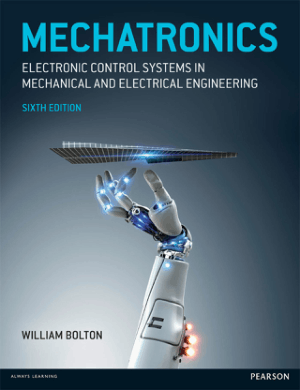 MECHATRONICS
ELECTRONIC CONTROL SYSTEMS IN
MECHANICAL AND ELECTRICAL ENGINEERING
SIXTH EDITION
WILLIAM BOLTON
ALWAYS LEARNING
PEARSON